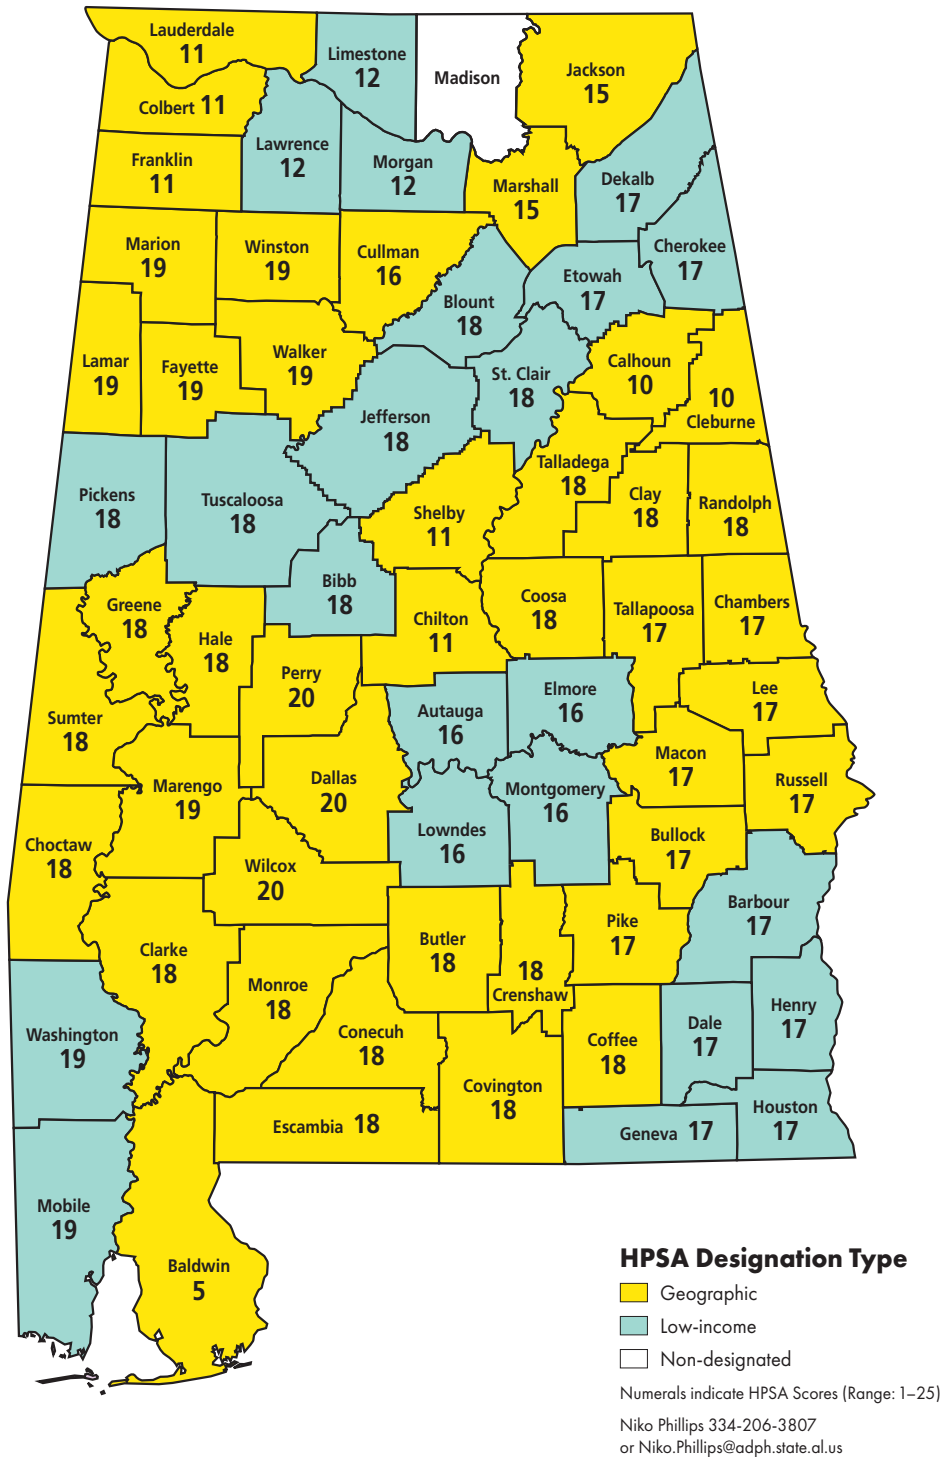 Lauderdale
11
Limestone
12
Madison
Jackson
15
Colbert 11
Lawrence
12
Franklin
11
Morgan
12
Marshall
15
Dekalb
17
Marion
19
Winston
19
Cullman
16
Cherokee
17
Etowah
17
Blount
18
Lamar
19
Fayette
19
Walker
19
St. Clair
18
Calhoun
10
10
Cleburne
Jefferson
18
Talladega
18
Pickens
18
Tuscaloosa
18
Shelby
11
Clay
18
Randolph
18
Bibb
18
Greene
18
Hale
18
Chilton
11
Coosa
18
Tallapoosa
17
Chambers
17
Perry
20
Sumter
18
Autauga
16
Elmore
16
Lee
17
Marengo
19
Dallas
20
Montgomery
16
Macon
17
Russell
17
Choctaw
18
Lowndes
16
Bullock
17
Wilcox
20
Barbour
17
Clarke
18
Butler
18
18
Crenshaw
Pike
17
Monroe
18
Washington
19
Conecuh
18
Coffee
18
Dale
17
Henry
17
Covington
18
Escambia 18
Geneva 17
Houston
17
Mobile
19
Baldwin
5
HPSA Designation Type
Geographic
Low-income
Non-designated
Numerals indicate HPSA Scores (Range: 1–25)
Niko Phillips 334-206-3807
or Niko.Phillips@adph.state.al.us